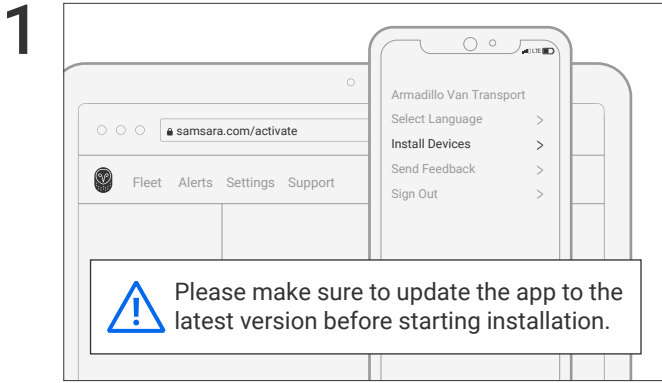 1
LTE
Armadillo Van Transport
samsara.com/activate
Select Language >
Install Devices >
Send Feedback >
Sign Out >
Fleet Alerts Settings Support
Please make sure to update the app to the
latest version before starting installation.